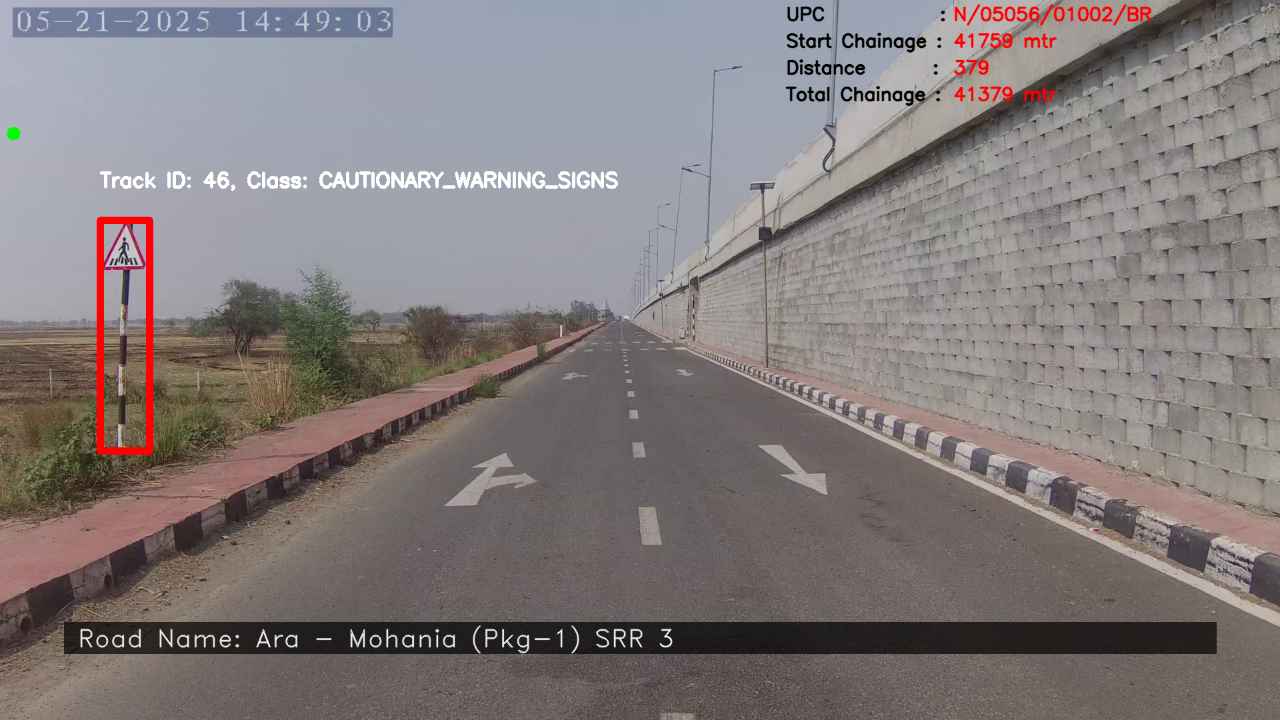 05-21-2025 14:49:03
UPC : N/05056/01002/BR
Start Chainage : 41759 mtr
Distance : 379
Total Chainage : 41379 mtr
Track ID: 46, Class: CAUTIONARY_WARNING_SIGNS
Road Name: Ara - Mohania (Pkg-1) SRR 3